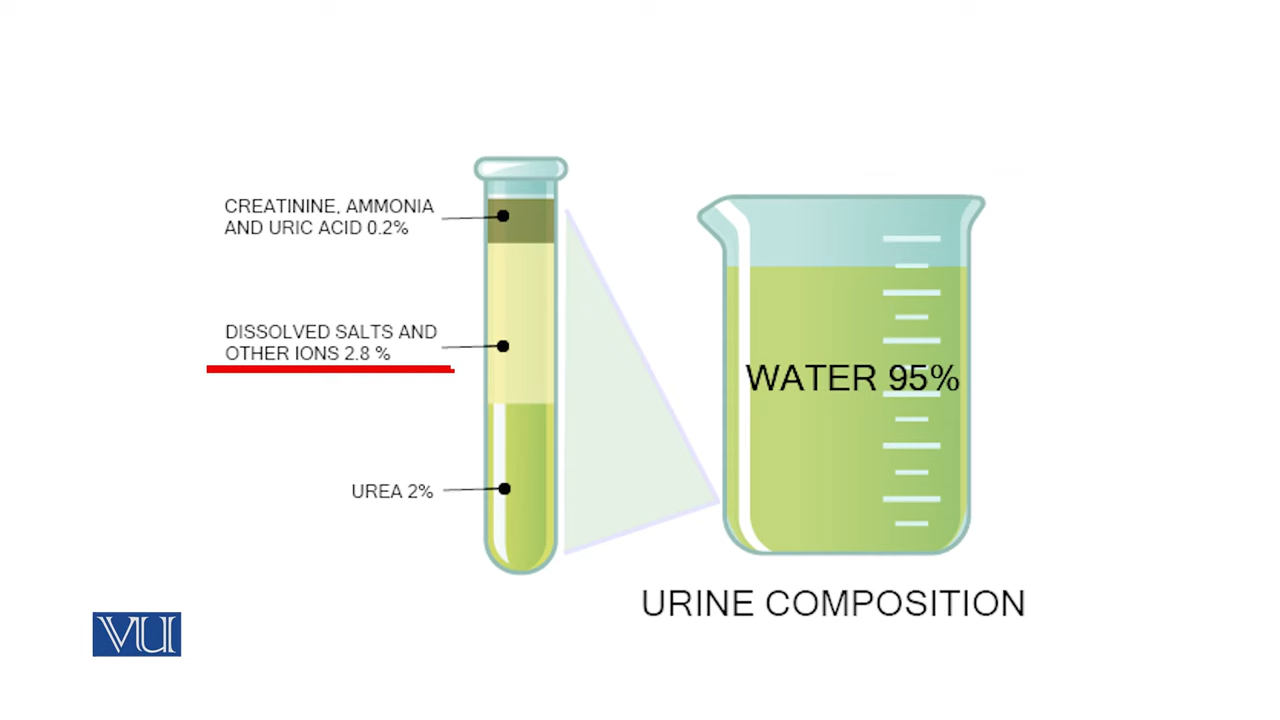 CREATININE, AMMONIA
AND URIC ACID 0.2%
DISSOLVED SALTS AND
OTHER IONS 2.8 %
UREA 2%
WATER 95%
URINE COMPOSITION
VU